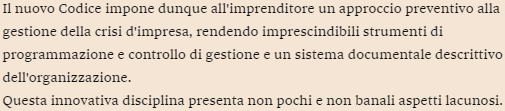 Il nuovo Codice impone dunque all'imprenditore un approccio preventivo alla
gestione della crisi d'impresa, rendendo imprescindibili strumenti di
programmazione e controllo di gestione e un sistema documentale descrittivo
dell'organizzazione.
Questa innovativa disciplina presenta non pochi e non banali aspetti lacunosi.